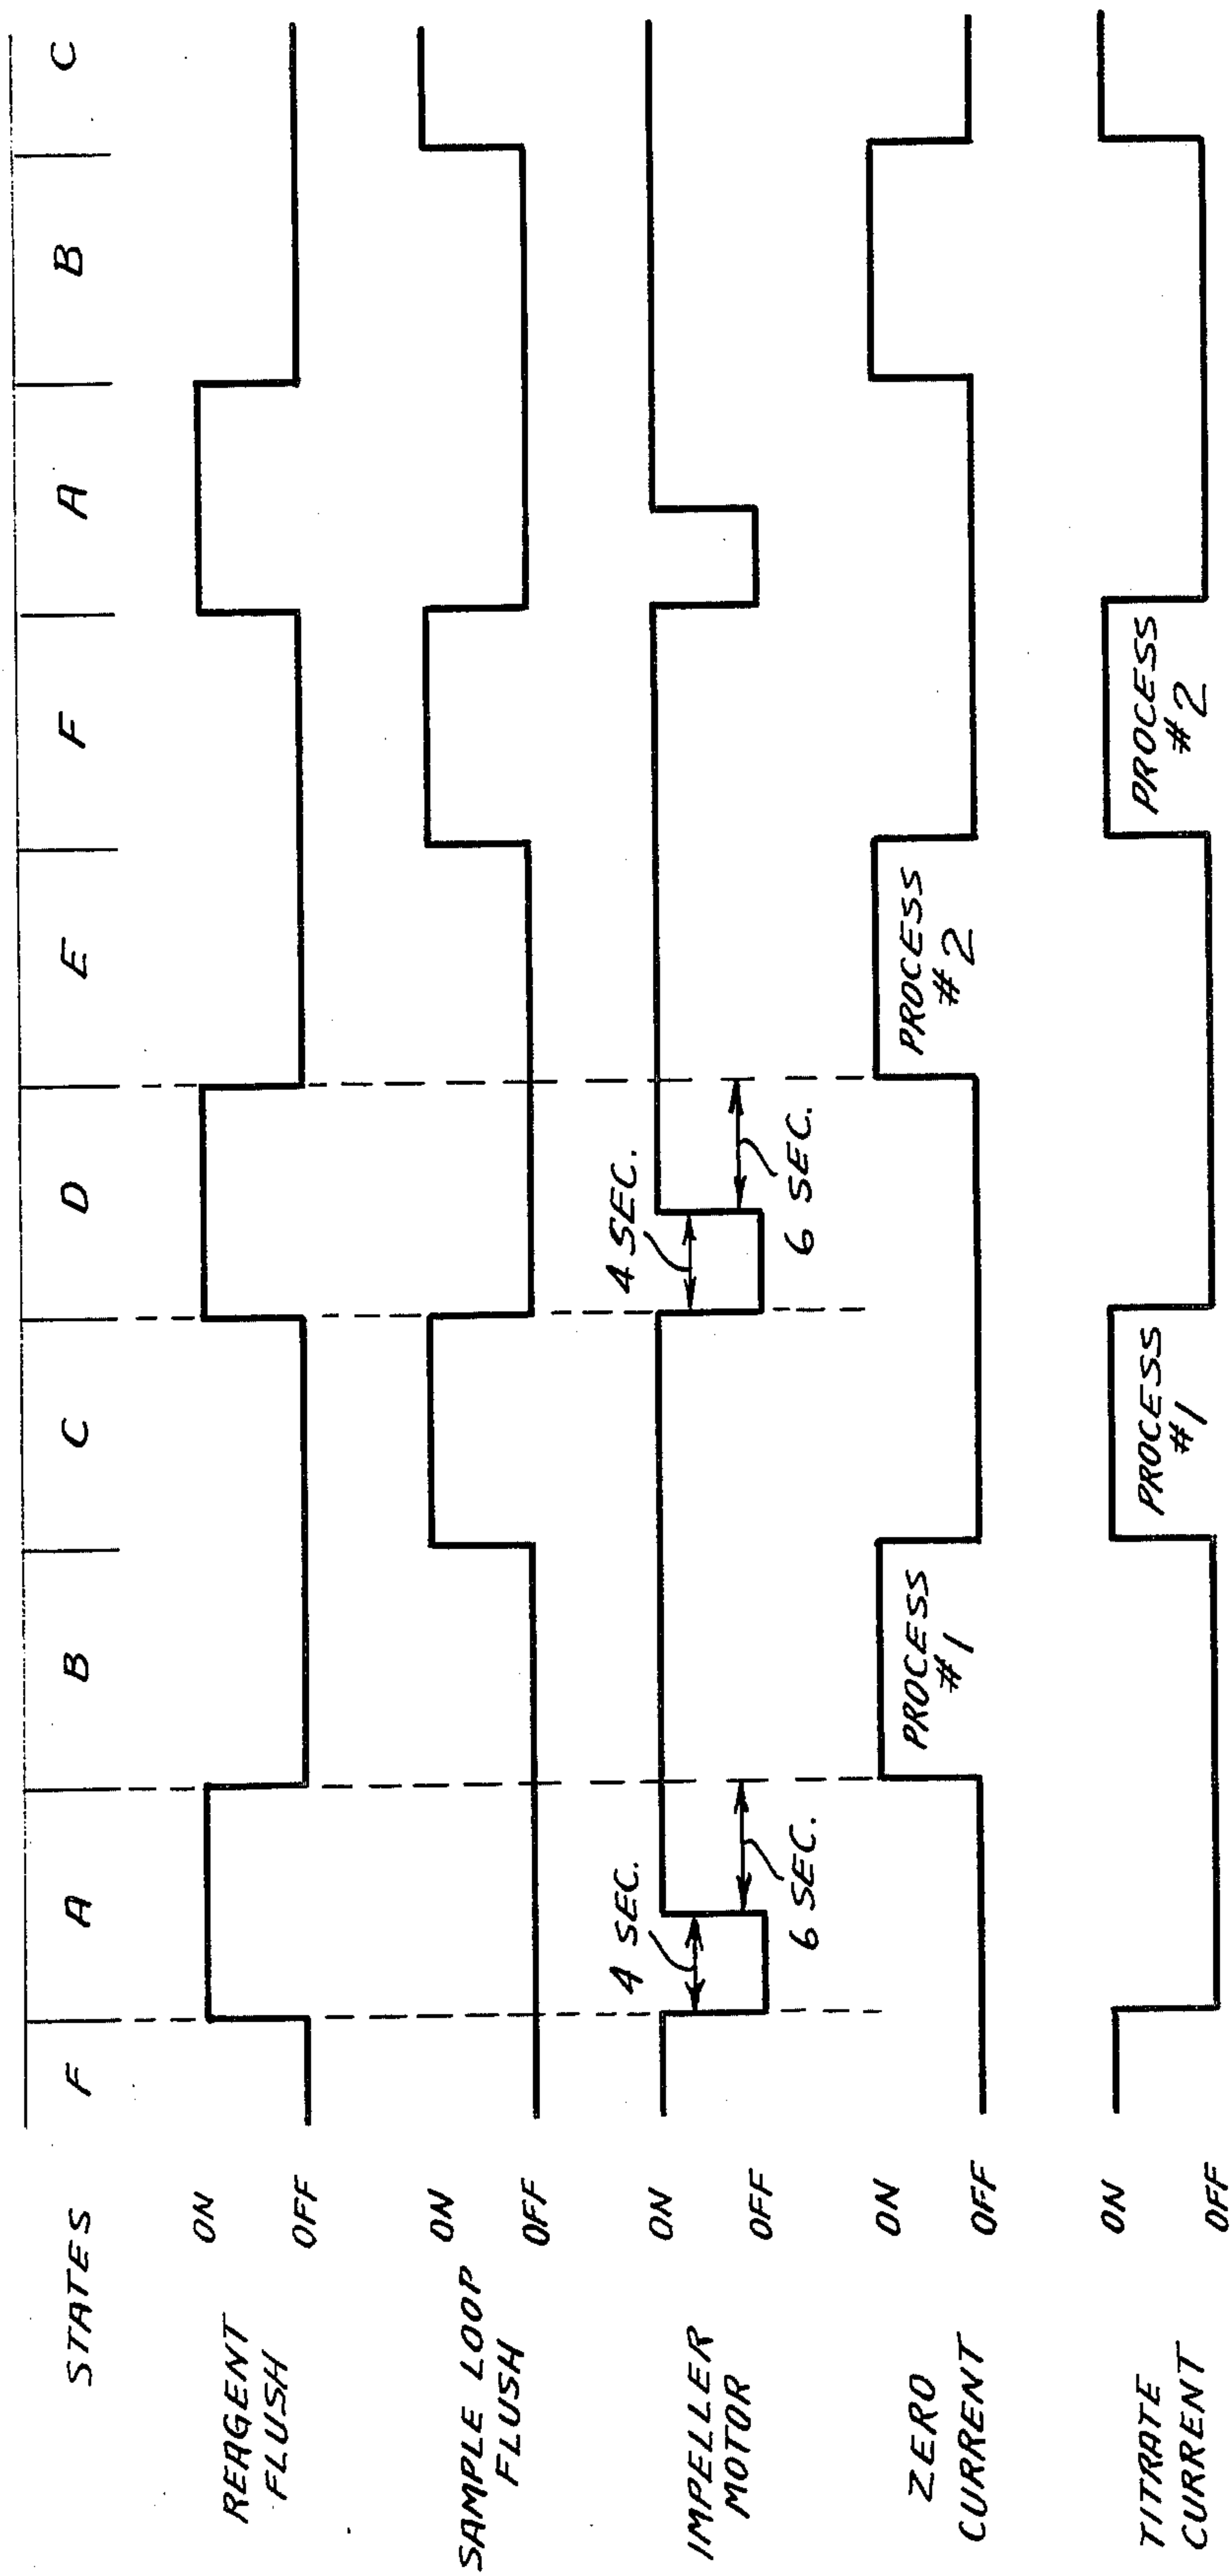 STATES F A B C D E F A B C
REAGENT
FLUSH
ON
OFF
SAMPLE LOOP
FLUSH
ON
OFF
IMPELLER
MOTOR
ON
OFF
4 SEC.
6 SEC.
4 SEC.
6 SEC.
ZERO
CURRENT
ON
OFF
PROCESS
#1
PROCESS
#2
TITRATE
CURRENT
ON
OFF
PROCESS
#1
PROCESS
#2